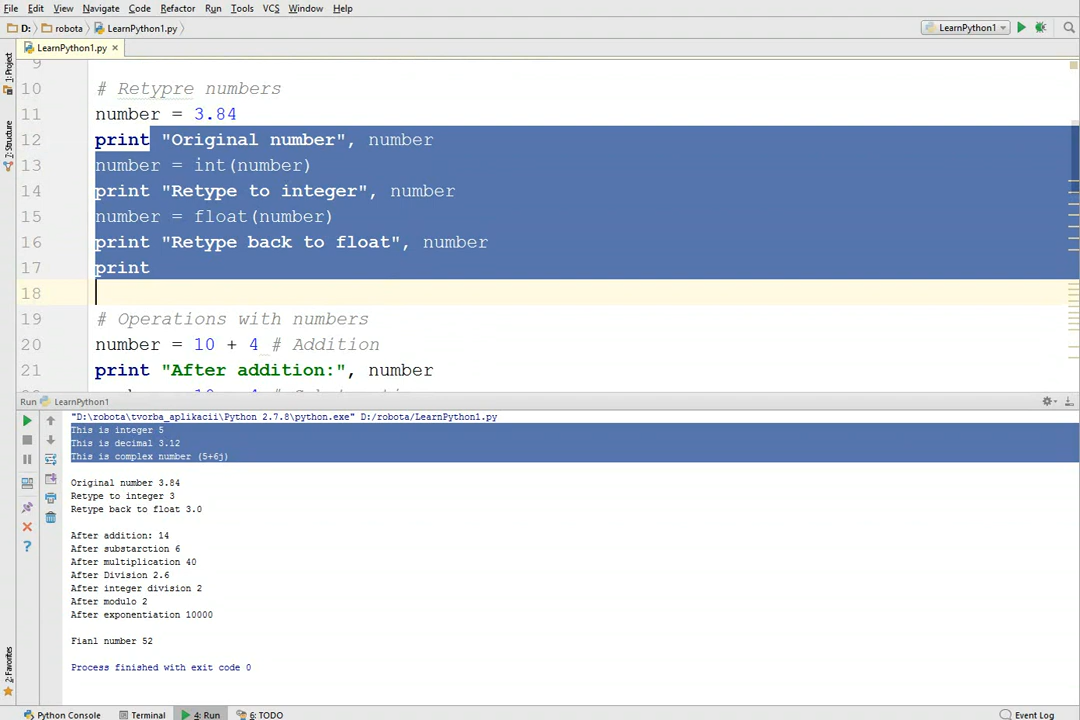 File Edit View Navigate Code Refactor Run Tools VCS Window Help
D: robota LearnPython1.py LearnPython1
LearnPython1.py
1: Project
7: Structure
2: Favorites
9
10 # Retypre numbers
11 number = 3.84
12 print "Original number", number
13 number = int(number)
14 print "Retype to integer", number
15 number = float(number)
16 print "Retype back to float", number
17 print
18
19 # Operations with numbers
20 number = 10 + 4 # Addition
21 print "After addition:", number
Run LearnPython1
"D:\robota\tvorba_aplikacii\Python 2.7.8\python.exe" D:/robota/LearnPython1.py
This is integer 5
This is decimal 3.12
This is complex number (5+6j)
Original number 3.84
Retype to integer 3
Retype back to float 3.0
After addition: 14
After substarction 6
After multiplication 40
After Division 2.6
After integer division 2
After modulo 2
After exponentiation 10000
Fianl number 52
Process finished with exit code 0
Python Console Terminal 4: Run 6: TODO Event Log